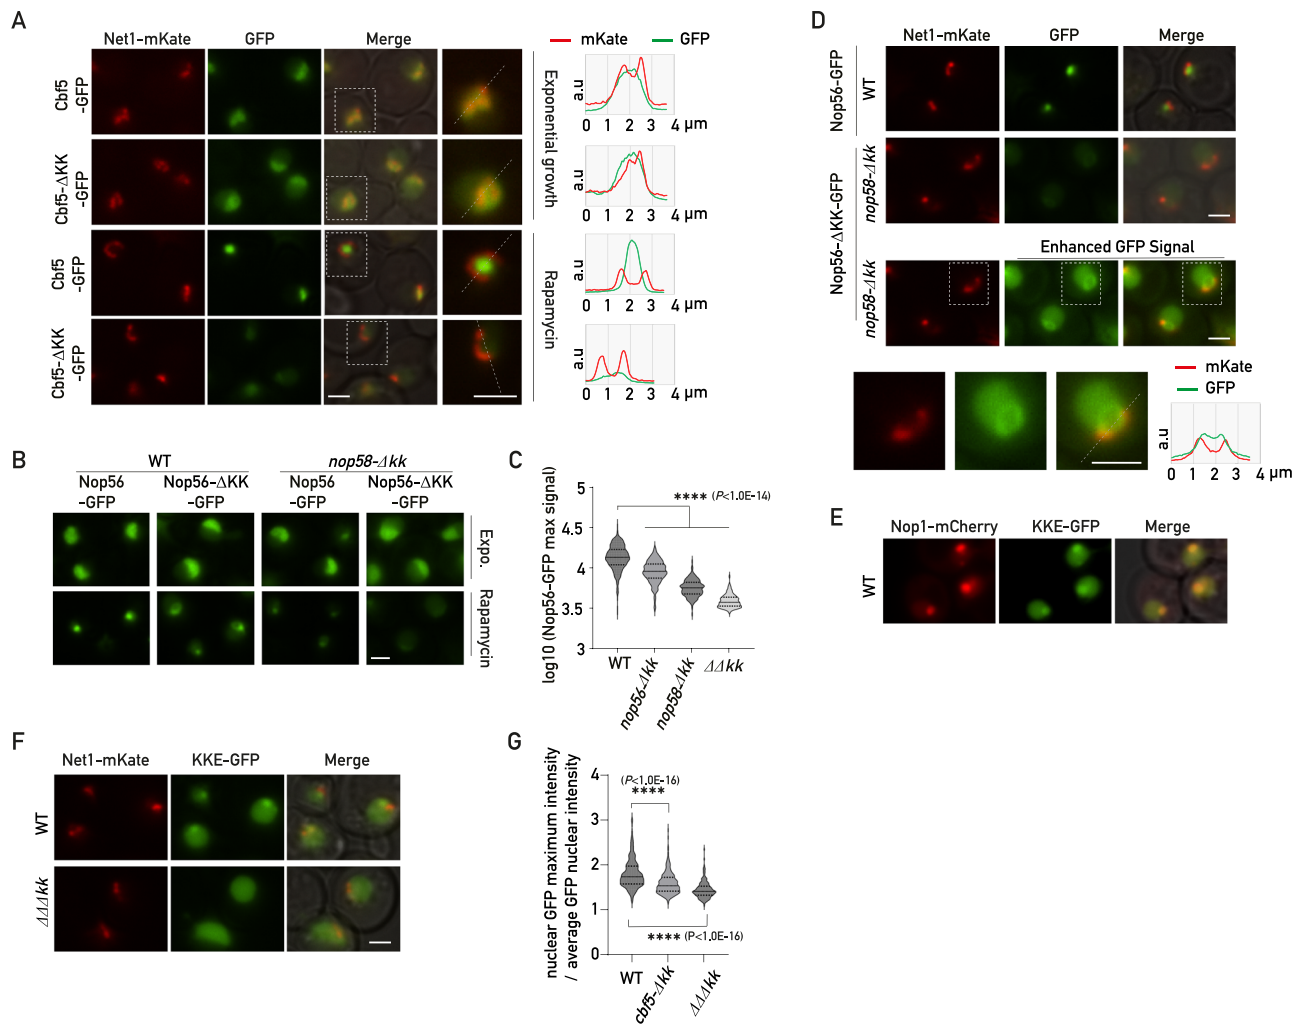 A
Net1-mKate
GFP
Merge
mKate
GFP
Cbf5
-GFP
Cbf5-ΔKK
-GFP
Cbf5
-GFP
Cbf5-ΔKK
-GFP
Exponential growth
Rapamycin
a.u
0 1 2 3 4 µm
a.u
0 1 2 3 4 µm
a.u
0 1 2 3 4 µm
a.u
0 1 2 3 4 µm
B
WT
nop58-Δkk
Nop56
-GFP
Nop56-ΔKK
-GFP
Nop56
-GFP
Nop56-ΔKK
-GFP
Expo.
Rapamycin
C
log10 (Nop56-GFP max signal)
5
4.5
4
3.5
3
**** (P<1.0E-14)
WT
nop56-Δkk
nop58-Δkk
ΔΔkk
D
Net1-mKate
GFP
Merge
Nop56-GFP
WT
Nop56-ΔKK-GFP
nop58-Δkk
nop58-Δkk
Enhanced GFP Signal
mKate
GFP
a.u
0 1 2 3 4 µm
E
Nop1-mCherry
KKE-GFP
Merge
WT
F
Net1-mKate
KKE-GFP
Merge
WT
ΔΔΔkk
G
nuclear GFP maximum intensity
/ average GFP nuclear intensity
4
3
2
1
0
(P<1.0E-16)
****
**** (P<1.0E-16)
WT
cbf5-Δkk
ΔΔΔkk